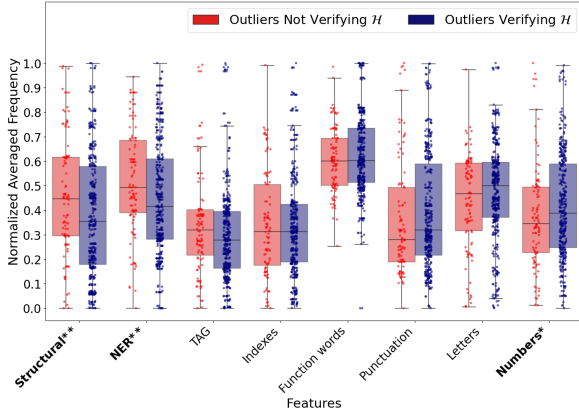 Outliers Not Verifying ℋ
Outliers Verifying ℋ
Normalized Averaged Frequency
1.0
0.9
0.8
0.7
0.6
0.5
0.4
0.3
0.2
0.1
0.0
Structural**
NER**
TAG
Indexes
Function words
Punctuation
Letters
Numbers*
Features